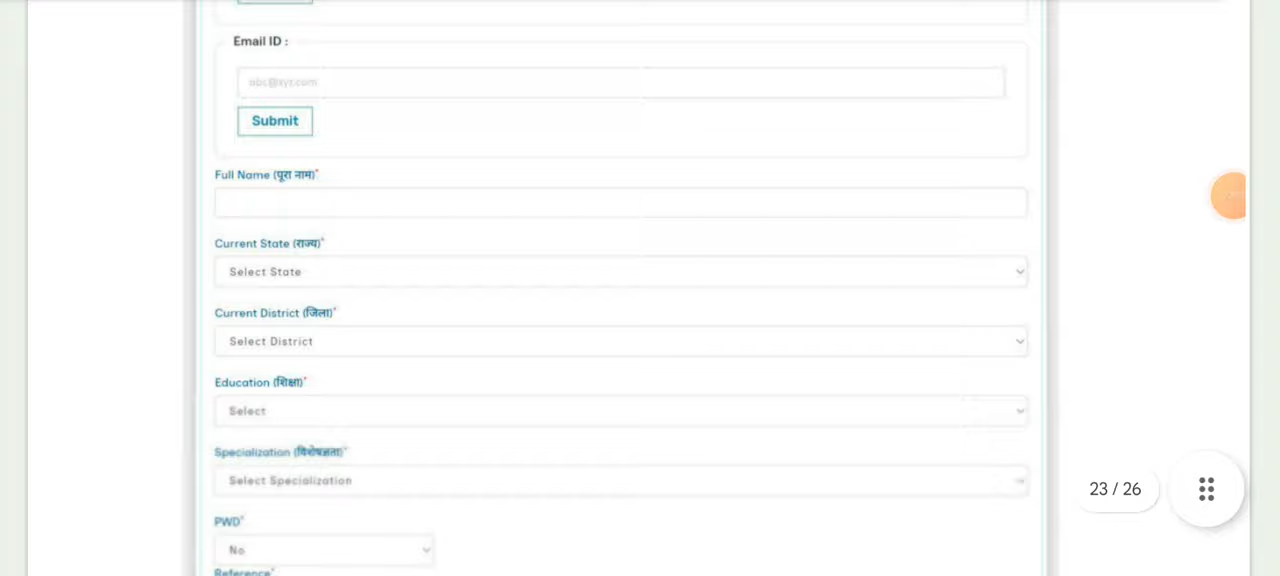 Email ID :
abc@xyz.com
Submit
Full Name (पूरा नाम)*
Current State (राज्य)*
Select State
Current District (जिला)*
Select District
Education (शिक्षा)*
Select
Specialization (विशेषज्ञता)*
Select Specialization
23 / 26
PWD*
No
Reference*